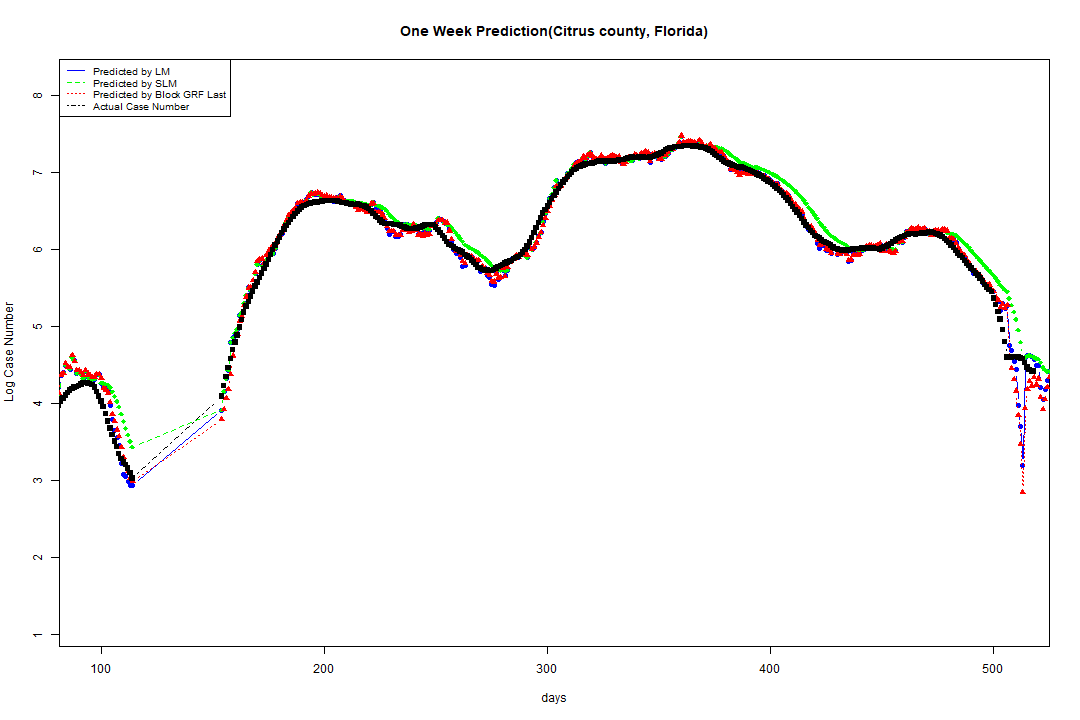 One Week Prediction(Citrus county, Florida)
Predicted by LM
Predicted by SLM
Predicted by Block GRF Last
Actual Case Number
8
7
6
5
4
3
2
1
Log Case Number
100 200 300 400 500
days